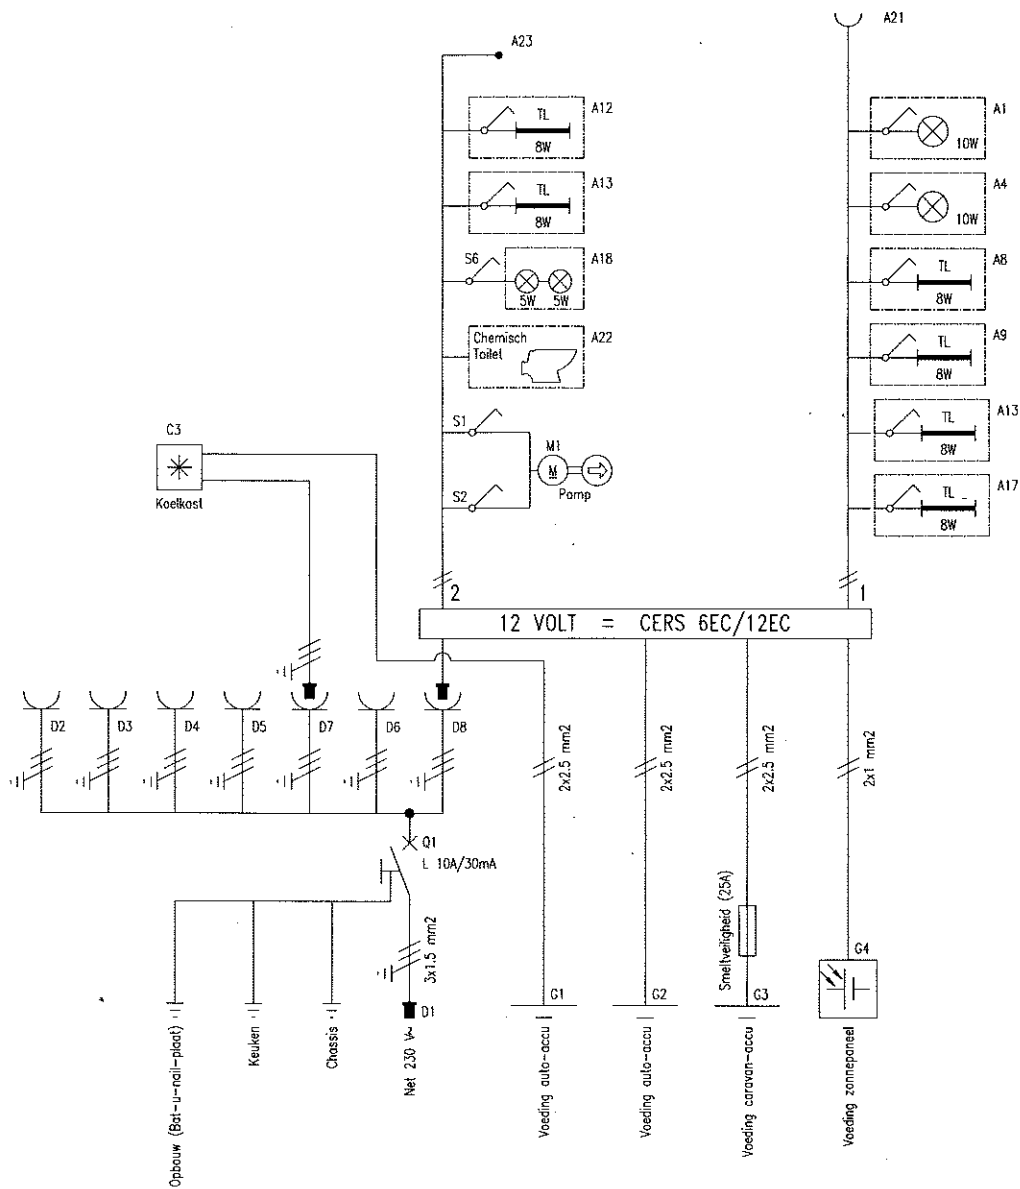 A21
A23
A12
TL
8W
A1
10W
A13
TL
8W
A4
10W
S6
A18
5W
5W
A8
TL
8W
Chemisch
Toilet
A22
A9
TL
8W
C3
Koelkast
S1
M1
M
Pomp
S2
A13
TL
8W
A17
TL
8W
2
1
12 VOLT = CERS 6EC/12EC
D2
D3
D4
D5
D7
D6
D8
2x2.5 mm2
2x2.5 mm2
2x2.5 mm2
2x1 mm2
Q1
L 10A/30mA
3x1.5 mm2
Smeltveiligheid (25A)
D1
G1
G2
G3
G4
Opbouw (Bat-u-nail-plaat)
Keuken
Chassis
Net 230 V~
Voeding auto-accu
Voeding auto-accu
Voeding caravan-accu
Voeding zonnepaneel